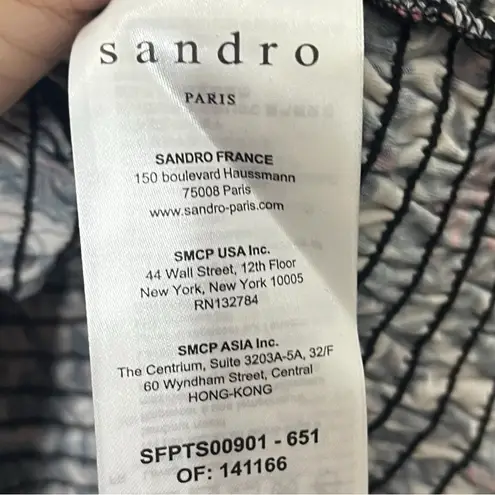 sandro
PARIS
SANDRO FRANCE
150 boulevard Haussmann
75008 Paris
www.sandro-paris.com
SMCP USA Inc.
44 Wall Street, 12th Floor
New York, New York 10005
RN132784
SMCP ASIA Inc.
The Centrium, Suite 3203A-5A, 32/F
60 Wyndham Street, Central
HONG-KONG
SFPTS00901 - 651
OF: 141166